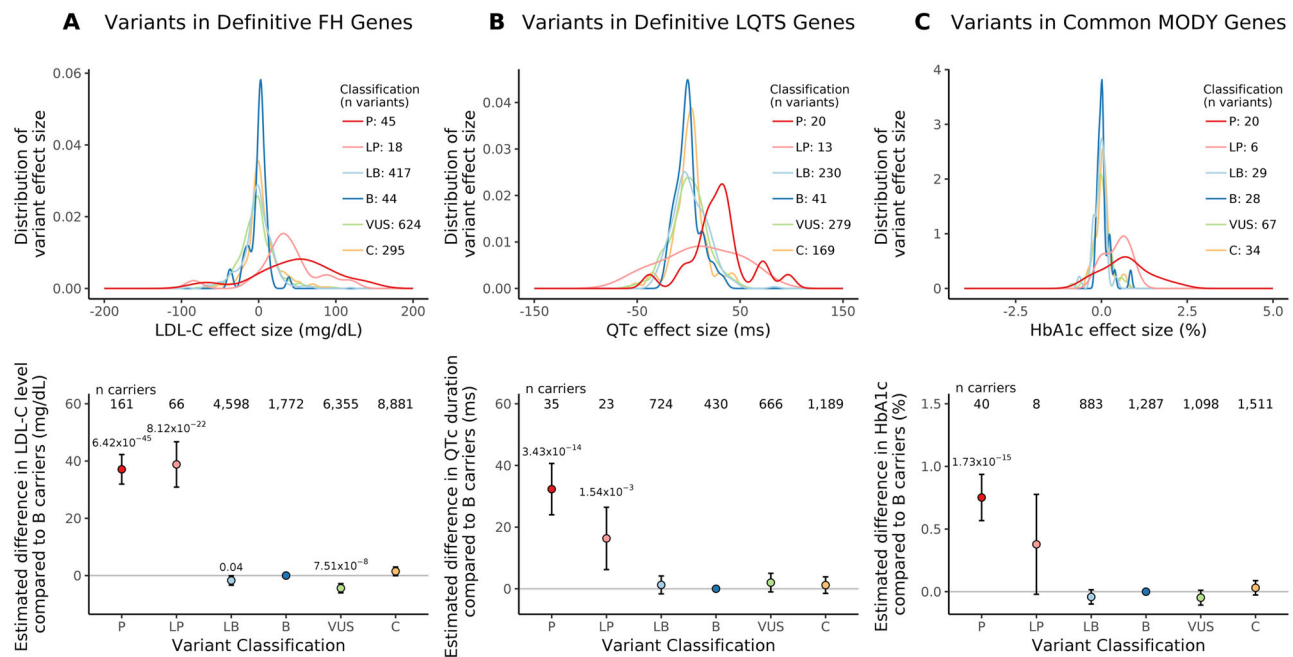 A Variants in Definitive FH Genes
Distribution of
variant effect size
0.06
0.04
0.02
0.00
Classification
(n variants)
P: 45
LP: 18
LB: 417
B: 44
VUS: 624
C: 295
-200 -100 0 100 200
LDL-C effect size (mg/dL)
B Variants in Definitive LQTS Genes
Distribution of
variant effect size
0.04
0.03
0.02
0.01
0.00
Classification
(n variants)
P: 20
LP: 13
LB: 230
B: 41
VUS: 279
C: 169
-150 -50 50 150
QTc effect size (ms)
C Variants in Common MODY Genes
Distribution of
variant effect size
4
3
2
1
0
Classification
(n variants)
P: 20
LP: 6
LB: 29
B: 28
VUS: 67
C: 34
-2.5 0.0 2.5 5.0
HbA1c effect size (%)
Estimated difference in LDL-C level
compared to B carriers (mg/dL)
60
40
20
0
n carriers
161 66 4,598 1,772 6,355 8,881
6.42x10⁻⁴⁵ 8.12x10⁻²² 0.04 7.51x10⁻⁸
P LP LB B VUS C
Variant Classification
Estimated difference in QTc duration
compared to B carriers (ms)
60
40
20
0
n carriers
35 23 724 430 666 1,189
3.43x10⁻¹⁴ 1.54x10⁻³
P LP LB B VUS C
Variant Classification
Estimated difference in HbA1c
compared to B carriers (%)
1.5
1.0
0.5
0.0
n carriers
40 8 883 1,287 1,098 1,511
1.73x10⁻¹⁵
P LP LB B VUS C
Variant Classification